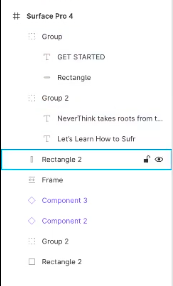 Surface Pro 4
Group
GET STARTED
Rectangle
Group 2
NeverThink takes roots from t...
Let's Learn How to Sufr
Rectangle 2
Frame
Component 3
Component 2
Group 2
Rectangle 2